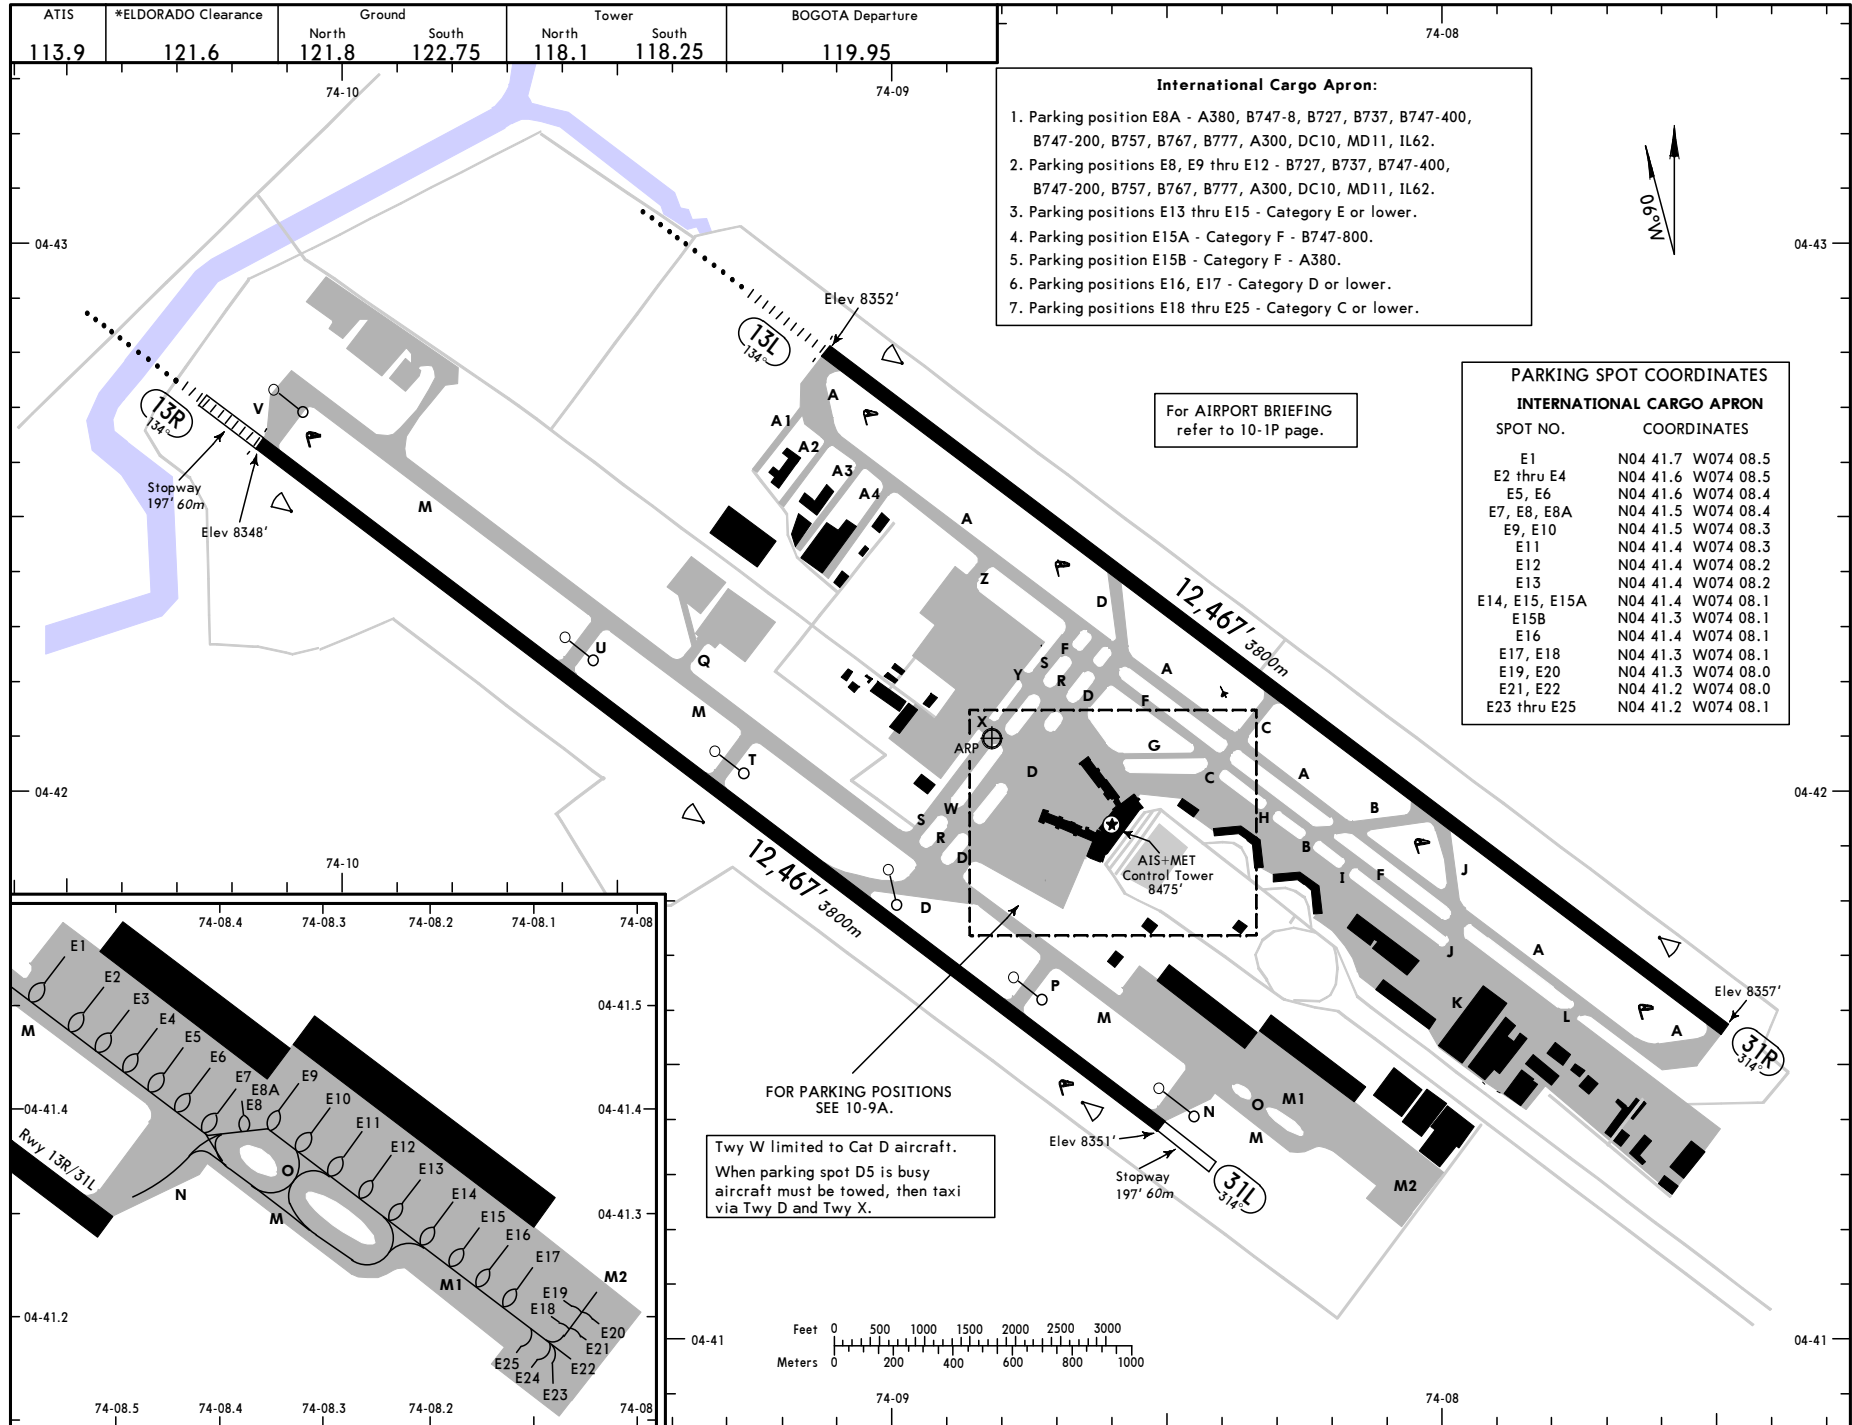 ATIS
113.9
*ELDORADO Clearance
121.6
Ground
North South
121.8 122.75
Tower
North South
118.1 118.25
BOGOTA Departure
119.95
74-10
74-09
74-08
International Cargo Apron:
1. Parking position E8A - A380, B747-8, B727, B737, B747-400,
B747-200, B757, B767, B777, A300, DC10, MD11, IL62.
2. Parking positions E8, E9 thru E12 - B727, B737, B747-400,
B747-200, B757, B767, B777, A300, DC10, MD11, IL62.
3. Parking positions E13 thru E15 - Category E or lower.
4. Parking position E15A - Category F - B747-800.
5. Parking position E15B - Category F - A380.
6. Parking positions E16, E17 - Category D or lower.
7. Parking positions E18 thru E25 - Category C or lower.
06°W
04-43
04-43
Elev 8352'
13L
134°
13R
134°
V
Stopway
197' 60m
Elev 8348'
M
A
A1
A2
A3
A4
A
Z
D
For AIRPORT BRIEFING
refer to 10-1P page.
PARKING SPOT COORDINATES
INTERNATIONAL CARGO APRON
SPOT NO. COORDINATES
E1 N04 41.7 W074 08.5
E2 thru E4 N04 41.6 W074 08.5
E5, E6 N04 41.6 W074 08.4
E7, E8, E8A N04 41.5 W074 08.4
E9, E10 N04 41.5 W074 08.3
E11 N04 41.4 W074 08.3
E12 N04 41.4 W074 08.2
E13 N04 41.4 W074 08.2
E14, E15, E15A N04 41.4 W074 08.1
E15B N04 41.3 W074 08.1
E16 N04 41.4 W074 08.1
E17, E18 N04 41.3 W074 08.1
E19, E20 N04 41.3 W074 08.0
E21, E22 N04 41.2 W074 08.0
E23 thru E25 N04 41.2 W074 08.1
12,467' 3800m
U
Q
M
T
F
S
Y
R
D
A
F
X
ARP
G
C
D
C
A
B
H
B
I
F
J
W
S
R
D
D
AIS+MET
Control Tower
8475'
04-42
04-42
74-10
12,467' 3800m
P
M
J
A
K
L
A
Elev 8357'
31R
314°
FOR PARKING POSITIONS
SEE 10-9A.
Twy W limited to Cat D aircraft.
When parking spot D5 is busy
aircraft must be towed, then taxi
via Twy D and Twy X.
N
O
M1
M
M2
Elev 8351'
Stopway
197' 60m
31L
314°
Feet 0 500 1000 1500 2000 2500 3000
Meters 0 200 400 600 800 1000
04-41
04-41
74-09
74-08
74-08.4
74-08.3
74-08.2
74-08.1
74-08
E1
E2
E3
E4
E5
E6
E7
E8A
E8
E9
E10
E11
E12
E13
E14
E15
E16
E17
E19
E18
E20
E21
E22
E25
E24
E23
M
N
O
M
M1
M2
Rwy 13R/31L
04-41.5
04-41.4
04-41.4
04-41.3
04-41.2
74-08.5
74-08.4
74-08.3
74-08.2
74-08